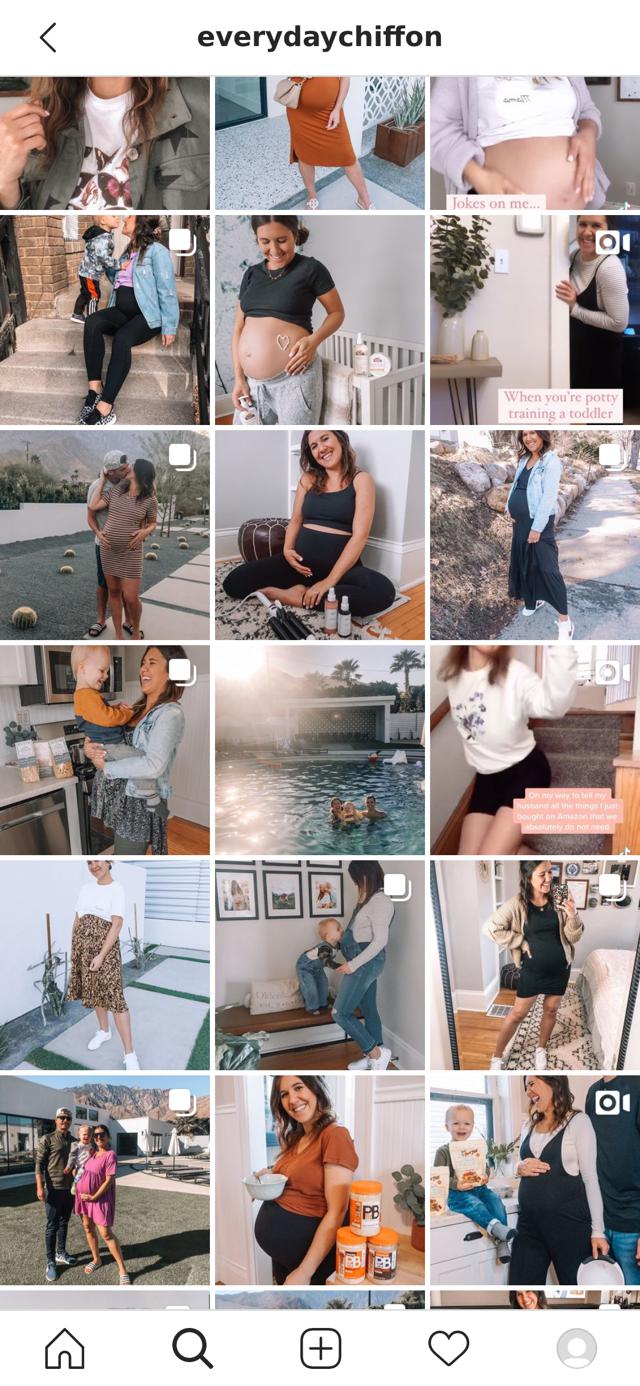 everydaychiffon
Jokes on me...
When you're potty
training a toddler
On my way to tell my
husband all the things I just
bought on Amazon that we
absolutely do not need
PB
PB
PB